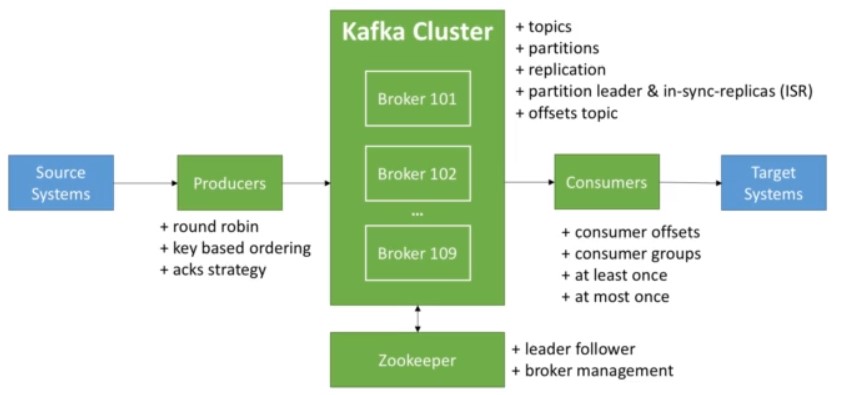 Kafka Cluster
Broker 101
Broker 102
...
Broker 109
+ topics
+ partitions
+ replication
+ partition leader & in-sync-replicas (ISR)
+ offsets topic
Source
Systems
Producers
+ round robin
+ key based ordering
+ acks strategy
Consumers
+ consumer offsets
+ consumer groups
+ at least once
+ at most once
Target
Systems
Zookeeper
+ leader follower
+ broker management